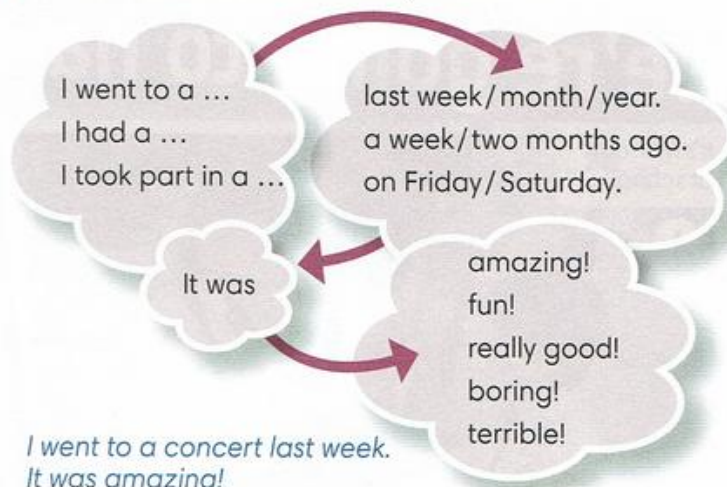 I went to a ...
I had a ...
I took part in a ...
last week/month/year.
a week/two months ago.
on Friday/Saturday.
It was
amazing!
fun!
really good!
boring!
terrible!
I went to a concert last week.
It was amazing!